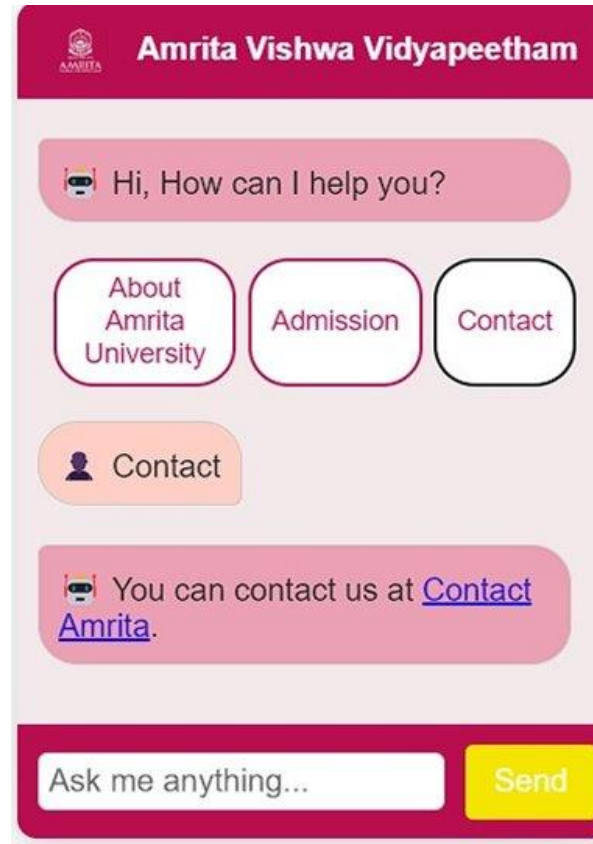 AMRITA
Amrita Vishwa Vidyapeetham
Hi, How can I help you?
About
Amrita
University
Admission
Contact
Contact
You can contact us at Contact
Amrita.
Ask me anything...
Send